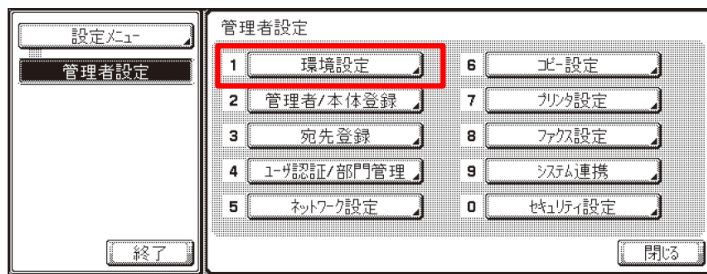 設定メニュー
管理者設定
終了
管理者設定
1 環境設定
2 管理者/本体登録
3 宛先登録
4 ユーザ認証/部門管理
5 ネットワーク設定
6 コピー設定
7 プリンタ設定
8 ファクス設定
9 システム連携
0 セキュリティ設定
閉じる